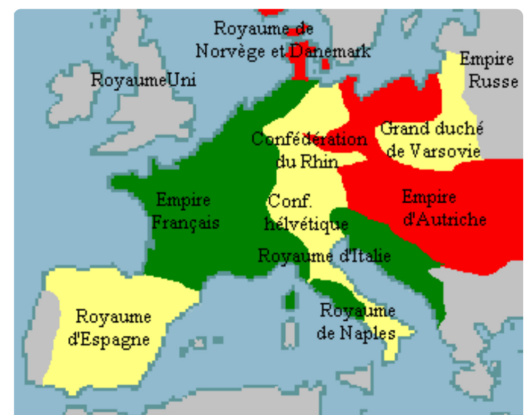 Royaume de
Norvège et Danemark
Empire
Russe
RoyaumeUni
Confédération
du Rhin
Grand duché
de Varsovie
Empire
Français
Conf.
hélvétique
Empire
d'Autriche
Royaume d'Italie
Royaume
d'Espagne
Royaume
de Naples